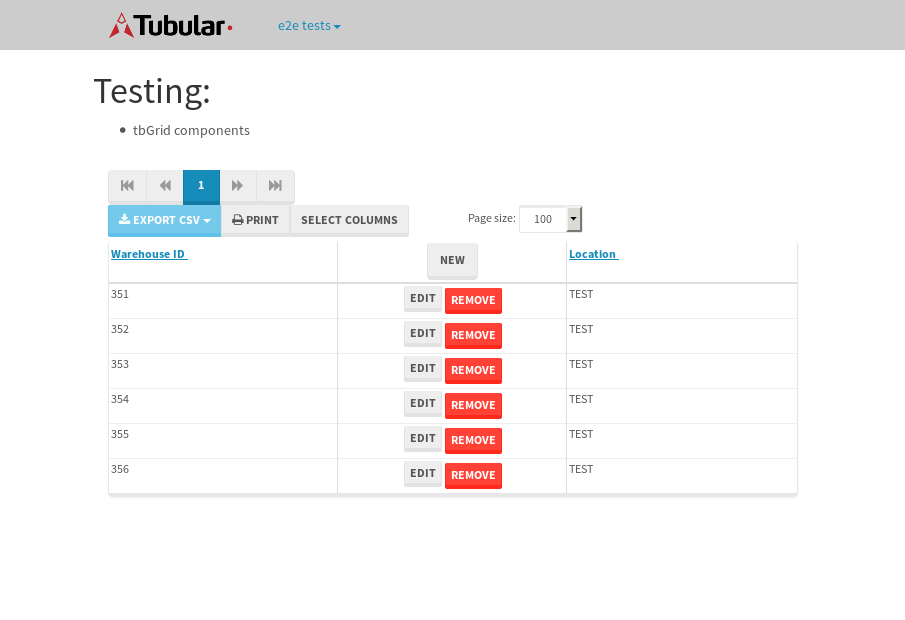 Tubular
e2e tests
Testing:
tbGrid components
1
EXPORT CSV PRINT SELECT COLUMNS Page size: 100
Warehouse ID NEW Location
351 EDIT REMOVE TEST
352 EDIT REMOVE TEST
353 EDIT REMOVE TEST
354 EDIT REMOVE TEST
355 EDIT REMOVE TEST
356 EDIT REMOVE TEST